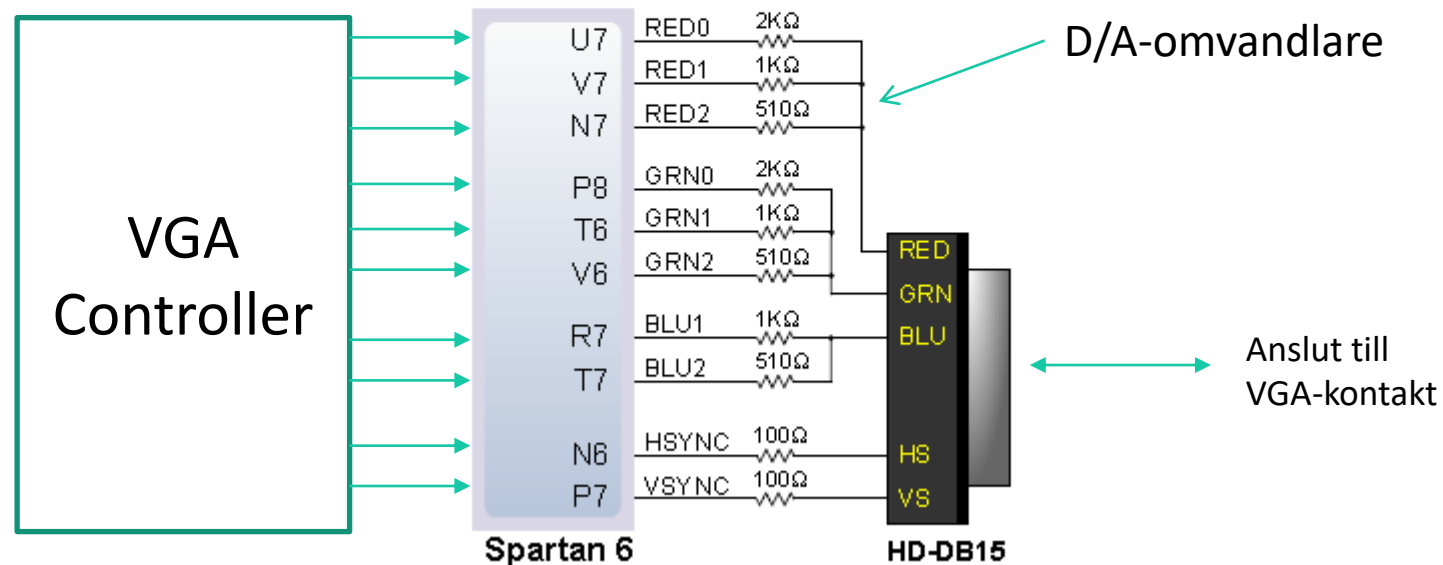 VGA
Controller
U7
V7
N7
P8
T6
V6
R7
T7
N6
P7
Spartan 6
RED0 2KΩ
RED1 1KΩ
RED2 510Ω
GRN0 2KΩ
GRN1 1KΩ
GRN2 510Ω
BLU1 1KΩ
BLU2 510Ω
HSYNC 100Ω
VSYNC 100Ω
D/A-omvandlare
RED
GRN
BLU
HS
VS
HD-DB15
Anslut till
VGA-kontakt